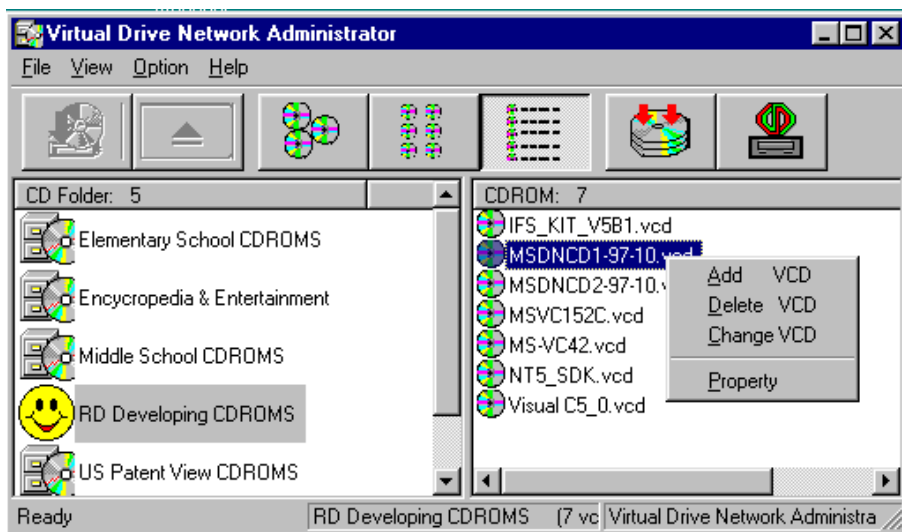 Virtual Drive Network Administrator
File View Option Help
CD Folder: 5
Elementary School CDROMS
Encycropedia & Entertainment
Middle School CDROMS
RD Developing CDROMS
US Patent View CDROMS
CDROM: 7
IFS_KIT_V5B1.vcd
MSDNCD1-97-10.vcd
MSDNCD2-97-10.v
MSVC152C.vcd
MS-VC42.vcd
NT5_SDK.vcd
Visual C5_0.vcd
Add VCD
Delete VCD
Change VCD
Property
Ready
RD Developing CDROMS (7 vc
Virtual Drive Network Administra